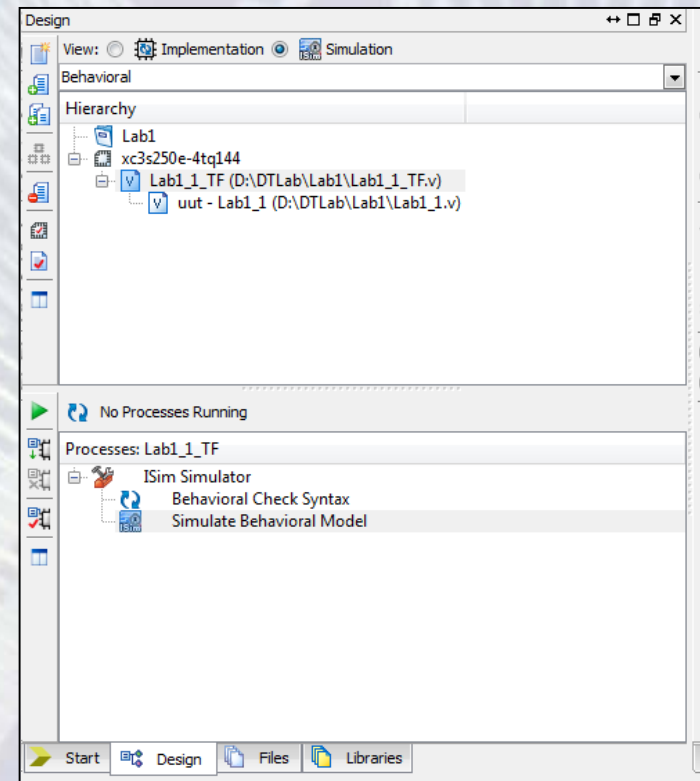 Design
View: Implementation Simulation
Behavioral
Hierarchy
Lab1
xc3s250e-4tq144
V Lab1_1_TF (D:\DTLab\Lab1\Lab1_1_TF.v)
V uut - Lab1_1 (D:\DTLab\Lab1\Lab1_1.v)
No Processes Running
Processes: Lab1_1_TF
ISim Simulator
Behavioral Check Syntax
ISim Simulate Behavioral Model
Start Design Files Libraries